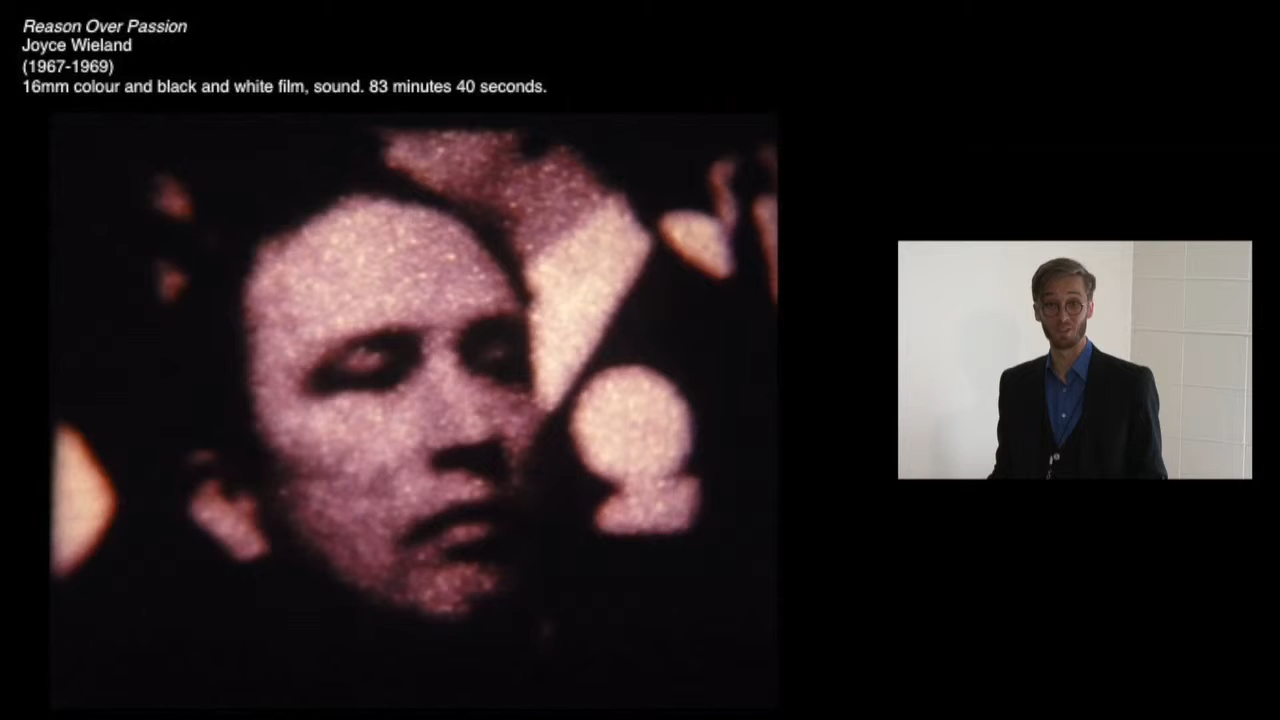 Reason Over Passion
Joyce Wieland
(1967-1969)
16mm colour and black and white film, sound. 83 minutes 40 seconds.